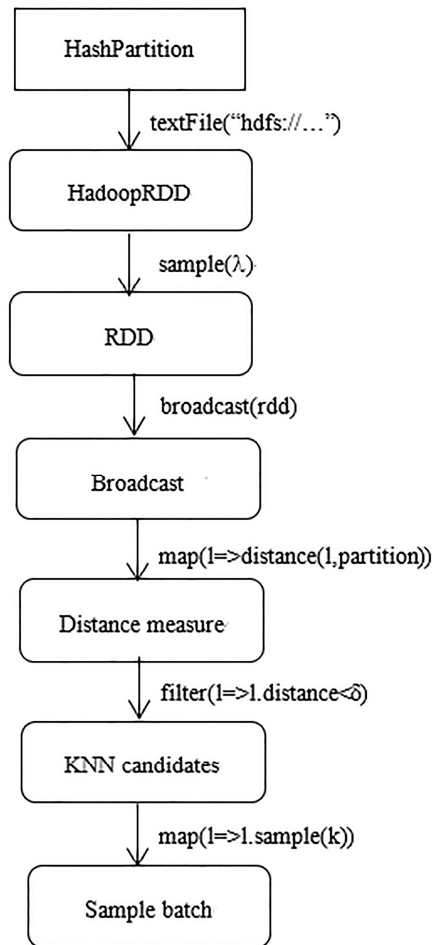 HashPartition
textFile(“hdfs://…”)
HadoopRDD
sample(λ)
RDD
broadcast(rdd)
Broadcast
map(l=>distance(l,partition))
Distance measure
filter(l=>l.distance<δ)
KNN candidates
map(l=>l.sample(k))
Sample batch